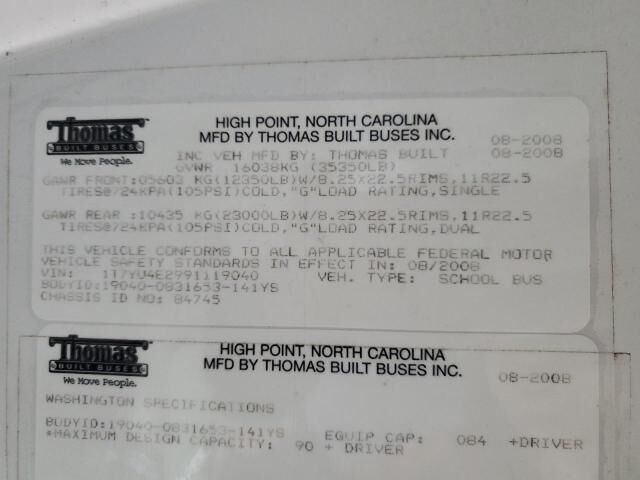 Thomas
BUILT BUSES
We Move People.
HIGH POINT, NORTH CAROLINA
MFD BY THOMAS BUILT BUSES INC.
08-2008
INC VEH MFD BY: THOMAS BUILT 08-2008
GVWR 16038KG (35350LB)
GAWR FRONT:05603 KG(12350LB)W/8.25X22.5RIMS,11R22.5
TIRES@724KPA(105PSI)COLD,"G"LOAD RATING,SINGLE
GAWR REAR :10435 KG(23000LB)W/8.25X22.5RIMS,11R22.5
TIRES@724KPA(105PSI)COLD,"G"LOAD RATING,DUAL
THIS VEHICLE CONFORMS TO ALL APPLICABLE FEDERAL MOTOR
VEHICLE SAFETY STANDARDS IN EFFECT IN: 08/2008
VIN: 1T7YU4E2991119040 VEH. TYPE: SCHOOL BUS
BODYID:19040-0831653-141YS
CHASSIS ID NO: 84745
Thomas
BUILT BUSES
We Move People.
HIGH POINT, NORTH CAROLINA
MFD BY THOMAS BUILT BUSES INC.
08-2008
WASHINGTON SPECIFICATIONS
BODYID:19040-0831653-141YS EQUIP CAP: 084 +DRIVER
*MAXIMUM DESIGN CAPACITY: 90 + DRIVER